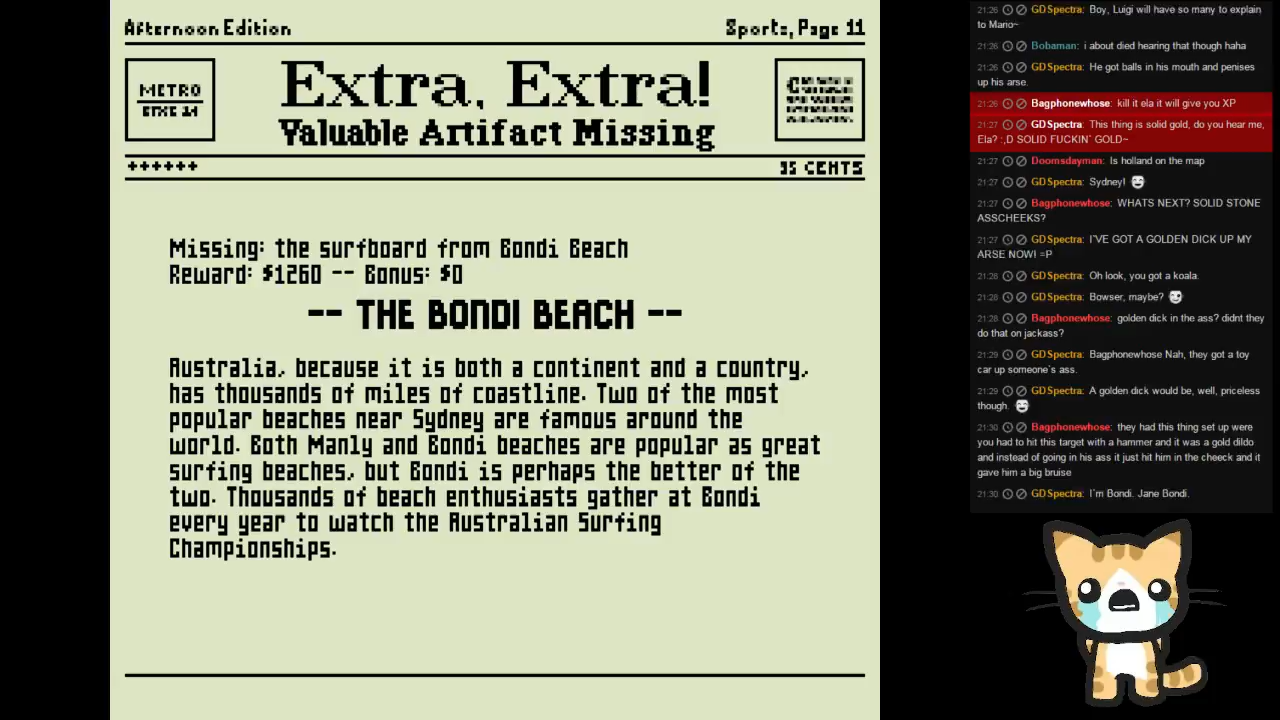 Afternoon Edition
Sports, Page 11
METRO
Extra, Extra!
Valuable Artifact Missing
++++++
35 CENTS
Missing: the surfboard from Bondi Beach
Reward: $1260 -- Bonus: $0
-- THE BONDI BEACH --
Australia, because it is both a continent and a country,
has thousands of miles of coastline. Two of the most
popular beaches near Sydney are famous around the
world. Both Manly and Bondi beaches are popular as great
surfing beaches, but Bondi is perhaps the better of the
two. Thousands of beach enthusiasts gather at Bondi
every year to watch the Australian Surfing
Championships.
21:26 GDSpectra: Boy, Luigi will have so many to explain
to Mario~
21:26 Bobaman: i about died hearing that though haha
21:26 GDSpectra: He got balls in his mouth and penises
up his arse.
21:26 Bagphonewhose: kill it ela it will give you XP
21:27 GDSpectra: This thing is solid gold, do you hear me,
Ela? :,D SOLID FUCKIN' GOLD~
21:27 Doomsdayman: Is holland on the map
21:27 GDSpectra: Sydney!
21:27 Bagphonewhose: WHATS NEXT? SOLID STONE
ASSCHEEKS?
21:27 GDSpectra: I'VE GOT A GOLDEN DICK UP MY
ARSE NOW! =P
21:28 GDSpectra: Oh look, you got a koala.
21:28 GDSpectra: Bowser, maybe?
21:28 Bagphonewhose: golden dick in the ass? didnt they
do that on jackass?
21:29 GDSpectra: Bagphonewhose Nah, they got a toy
car up someone's ass.
21:29 GDSpectra: A golden dick would be, well, priceless
though.
21:30 Bagphonewhose: they had this thing set up were
you had to hit this target with a hammer and it was a gold dildo
and instead of going in his ass it just hit him in the cheeck and it
gave him a big bruise
21:30 GDSpectra: I'm Bondi. Jane Bondi.